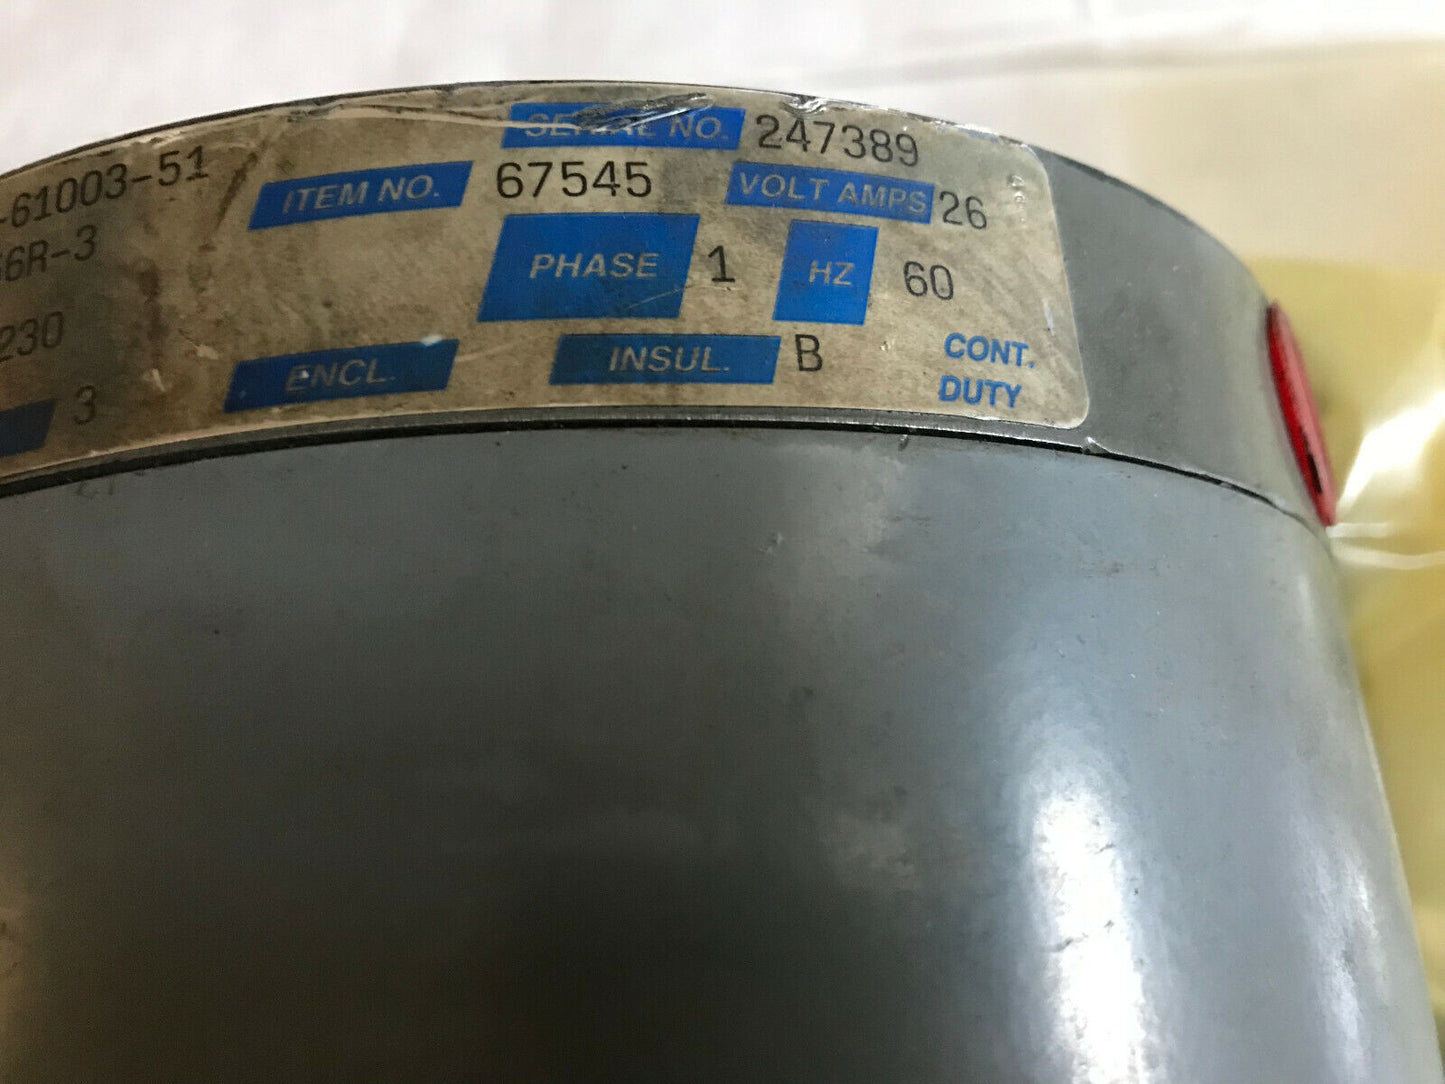 SERIAL NO. 247389
-61003-51 ITEM NO. 67545 VOLT AMPS 26
6R-3 PHASE 1 HZ 60
230
3 ENCL. INSUL. B CONT. DUTY